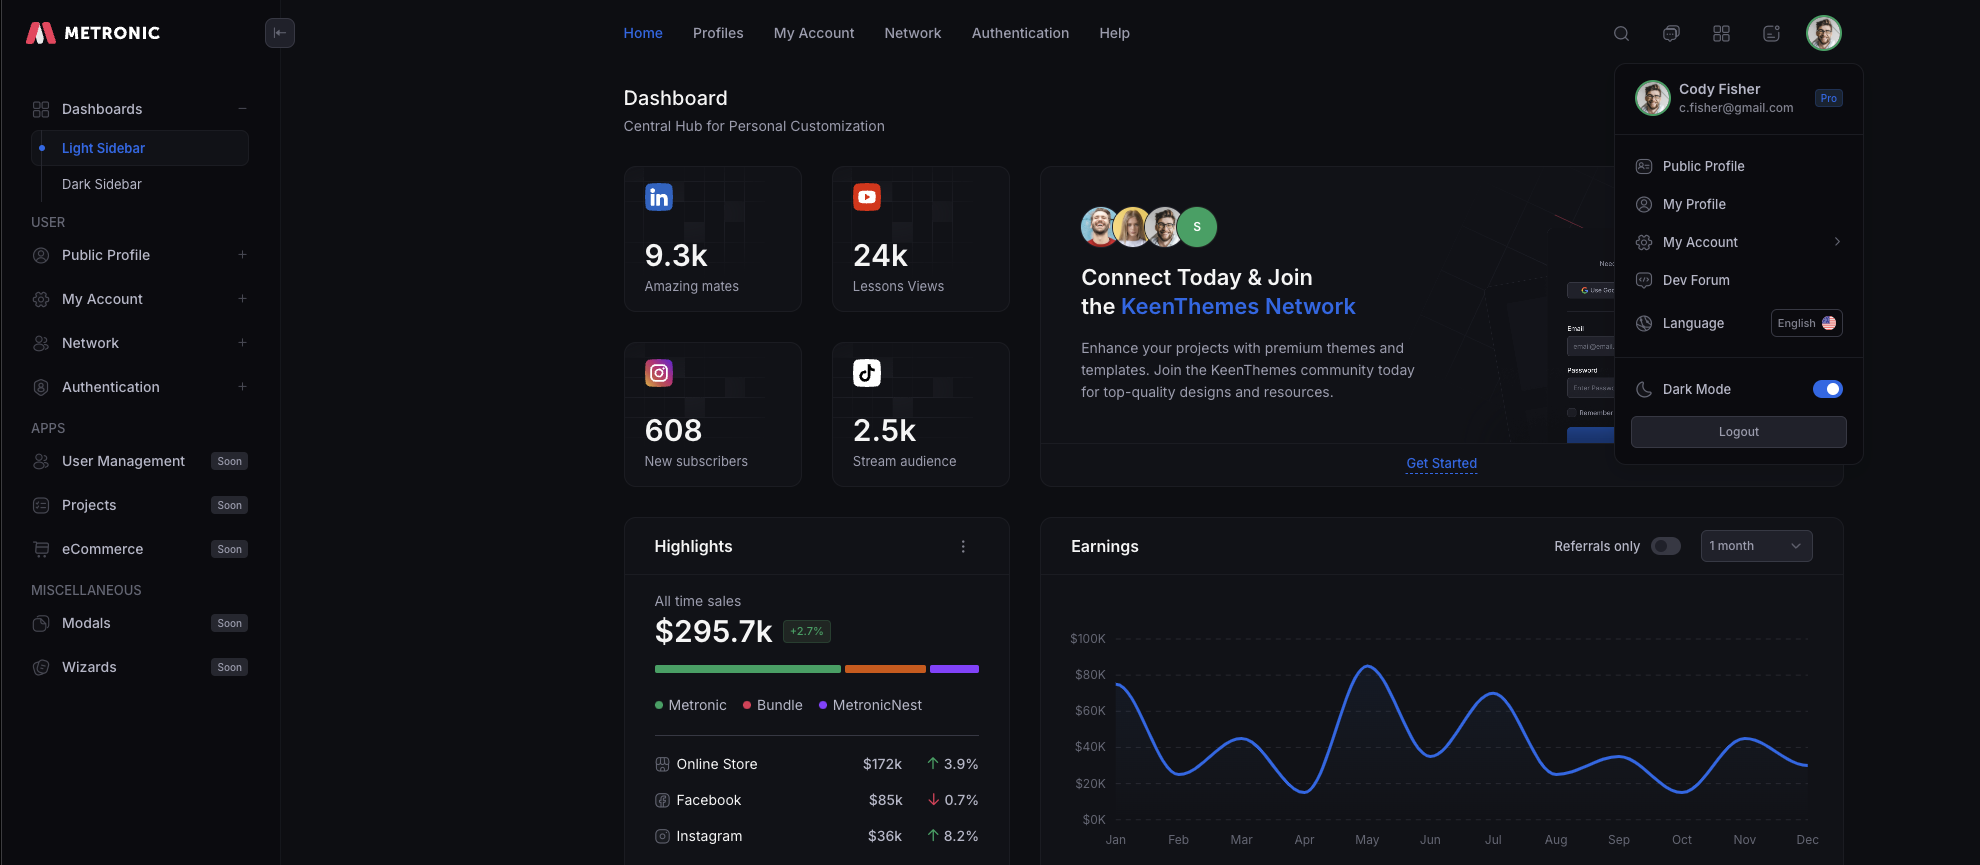 METRONIC
Dashboards
Light Sidebar
Dark Sidebar
USER
Public Profile
My Account
Network
Authentication
APPS
User Management Soon
Projects Soon
eCommerce Soon
MISCELLANEOUS
Modals Soon
Wizards Soon
Home Profiles My Account Network Authentication Help
Dashboard
Central Hub for Personal Customization
9.3k
Amazing mates
24k
Lessons Views
608
New subscribers
2.5k
Stream audience
S
Connect Today & Join
the KeenThemes Network
Enhance your projects with premium themes and
templates. Join the KeenThemes community today
for top-quality designs and resources.
Email
Password
Remember
Get Started
Cody Fisher
c.fisher@gmail.com
Pro
Public Profile
My Profile
My Account
Dev Forum
Language English
Dark Mode
Logout
Highlights
All time sales
$295.7k +2.7%
Metronic Bundle MetronicNest
Online Store $172k 3.9%
Facebook $85k 0.7%
Instagram $36k 8.2%
Earnings
Referrals only 1 month
$100K
$80K
$60K
$40K
$20K
$0K
Jan Feb Mar Apr May Jun Jul Aug Sep Oct Nov Dec